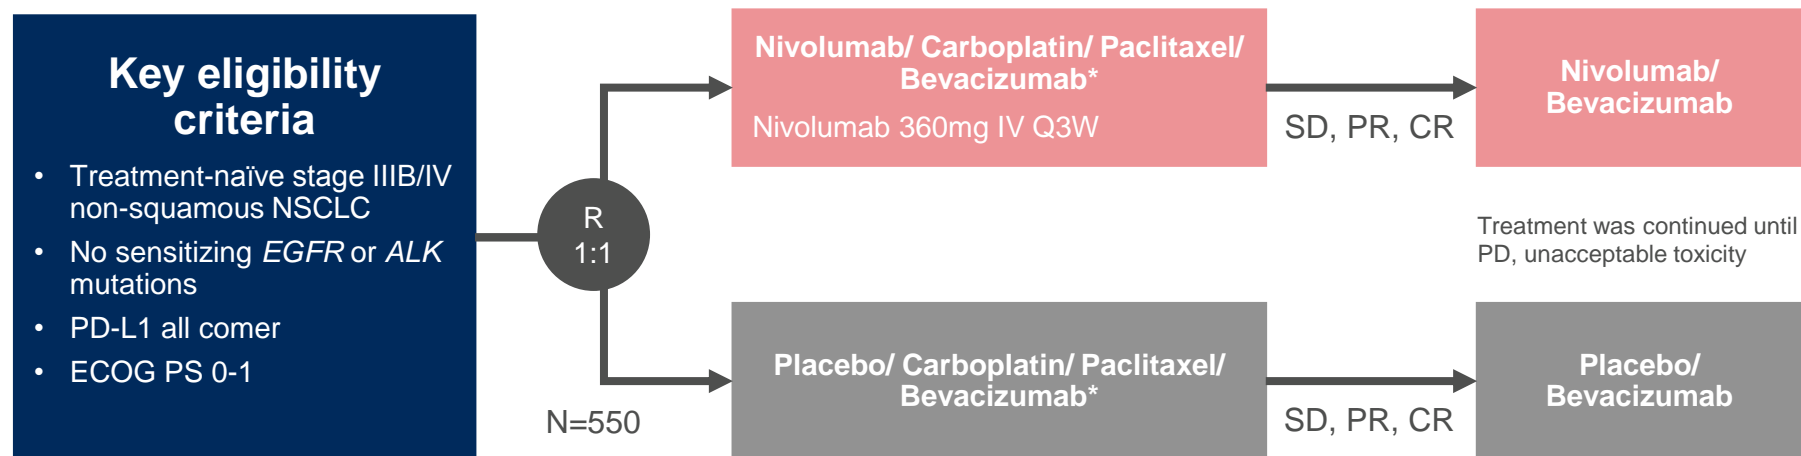 Key eligibility
criteria
• Treatment-naïve stage IIIB/IV
non-squamous NSCLC
• No sensitizing EGFR or ALK
mutations
• PD-L1 all comer
• ECOG PS 0-1
R
1:1
N=550
Nivolumab/ Carboplatin/ Paclitaxel/
Bevacizumab*
Nivolumab 360mg IV Q3W
SD, PR, CR
Nivolumab/
Bevacizumab
Treatment was continued until
PD, unacceptable toxicity
Placebo/ Carboplatin/ Paclitaxel/
Bevacizumab*
SD, PR, CR
Placebo/
Bevacizumab